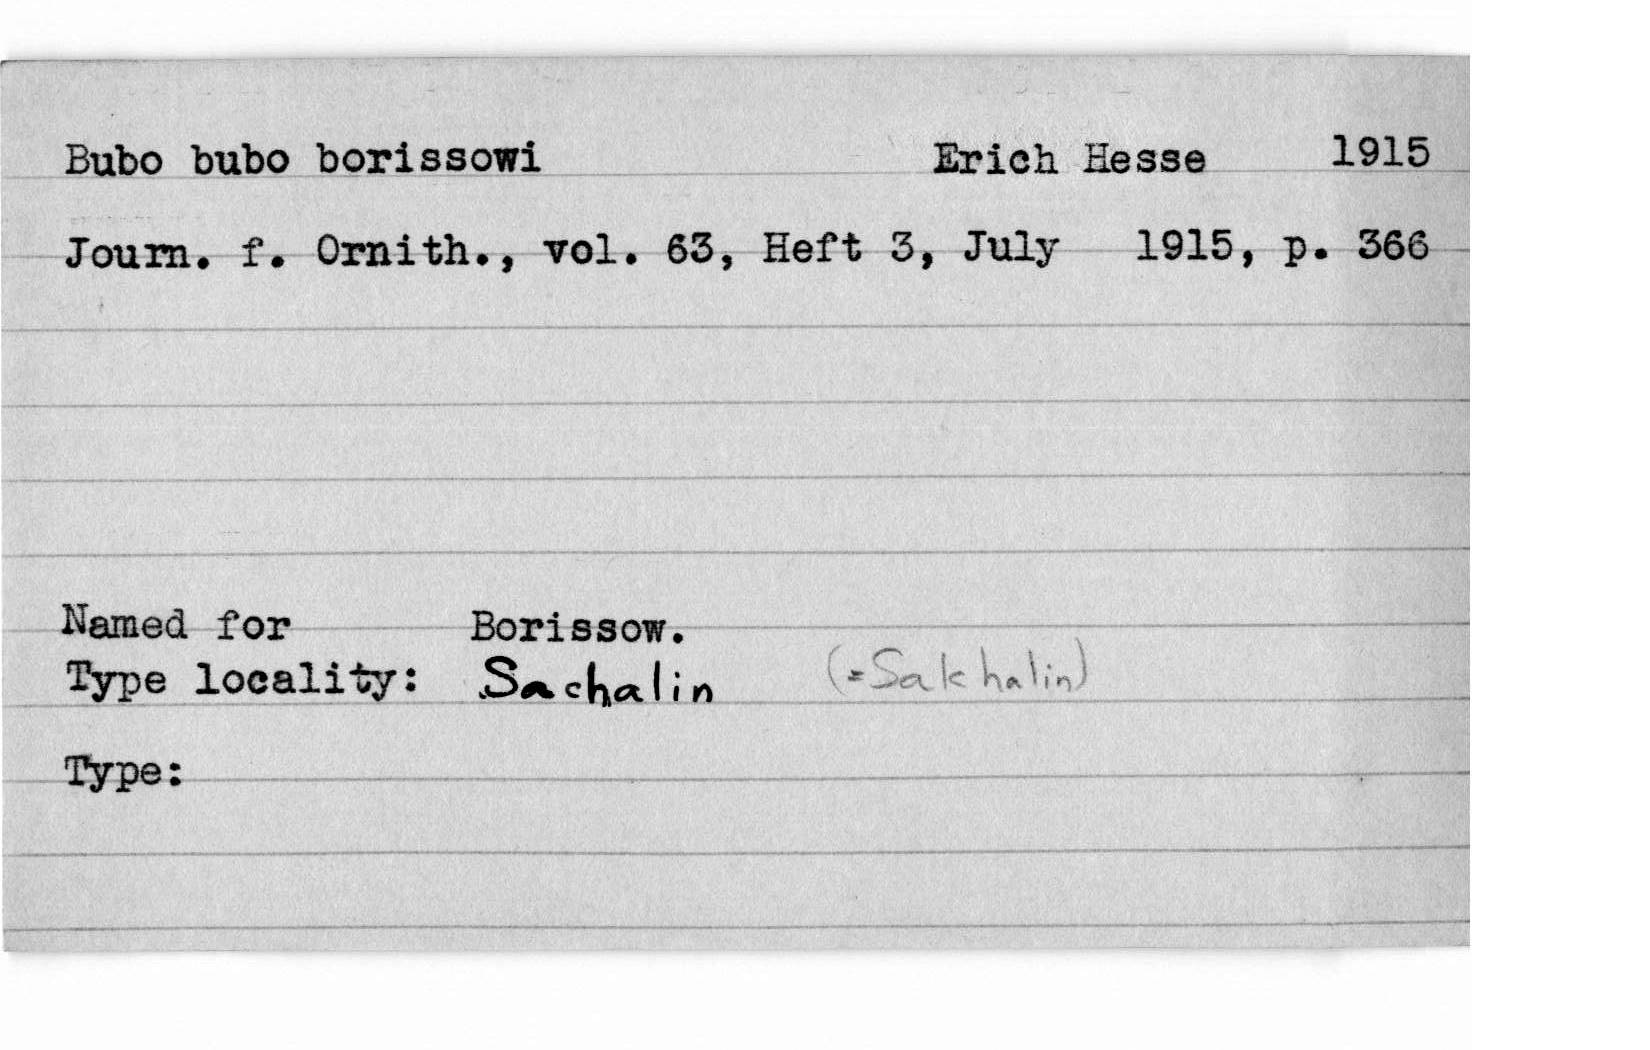 Bubo bubo borissowi Erich Hesse 1915
Journ. f. Ornith., vol. 63, Heft 3, July 1915, p. 366
Named for Borissow.
Type locality: Sachalin (=Sakhalin)
Type: